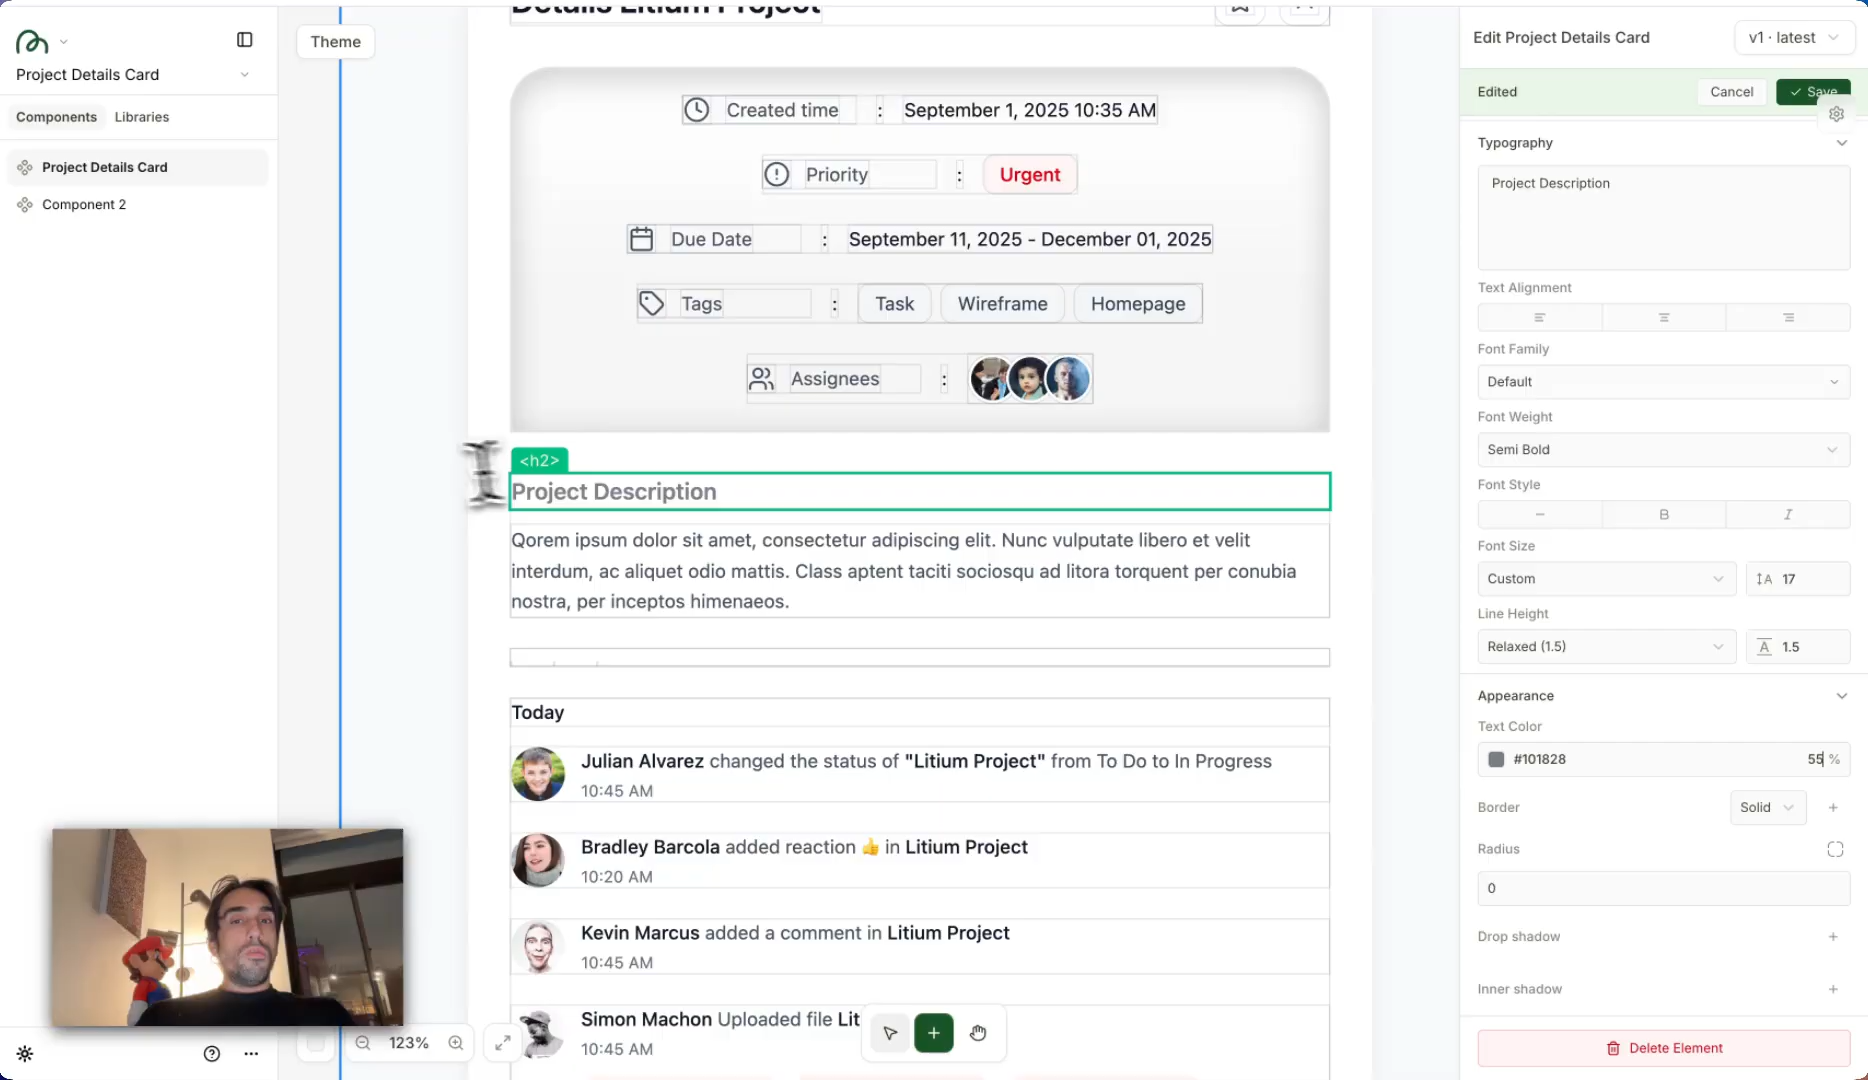 Details Litium Project
Project Details Card
Components
Libraries
Project Details Card
Component 2
Theme
Created time : September 1, 2025 10:35 AM
Priority : Urgent
Due Date : September 11, 2025 - December 01, 2025
Tags : Task Wireframe Homepage
Assignees :
<h2>
Project Description
Qorem ipsum dolor sit amet, consectetur adipiscing elit. Nunc vulputate libero et velit
interdum, ac aliquet odio mattis. Class aptent taciti sociosqu ad litora torquent per conubia
nostra, per inceptos himenaeos.
Today
Julian Alvarez changed the status of "Litium Project" from To Do to In Progress
10:45 AM
Bradley Barcola added reaction 👍 in Litium Project
10:20 AM
Kevin Marcus added a comment in Litium Project
10:45 AM
Simon Machon Uploaded file Lit
10:45 AM
123%
Edit Project Details Card
v1 · latest
Edited
Cancel
Save
Typography
Project Description
Text Alignment
Font Family
Default
Font Weight
Semi Bold
Font Style
B
I
Font Size
Custom
A 17
Line Height
Relaxed (1.5)
A 1.5
Appearance
Text Color
#101828
55 %
Border
Solid
Radius
0
Drop shadow
Inner shadow
Delete Element